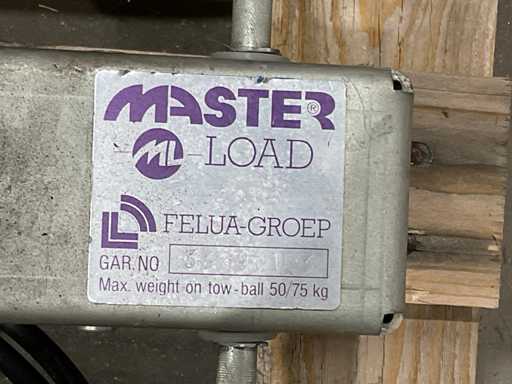 MASTER®
ML-LOAD
FELUA-GROEP
GAR. NO
Max. weight on tow-ball 50/75 kg